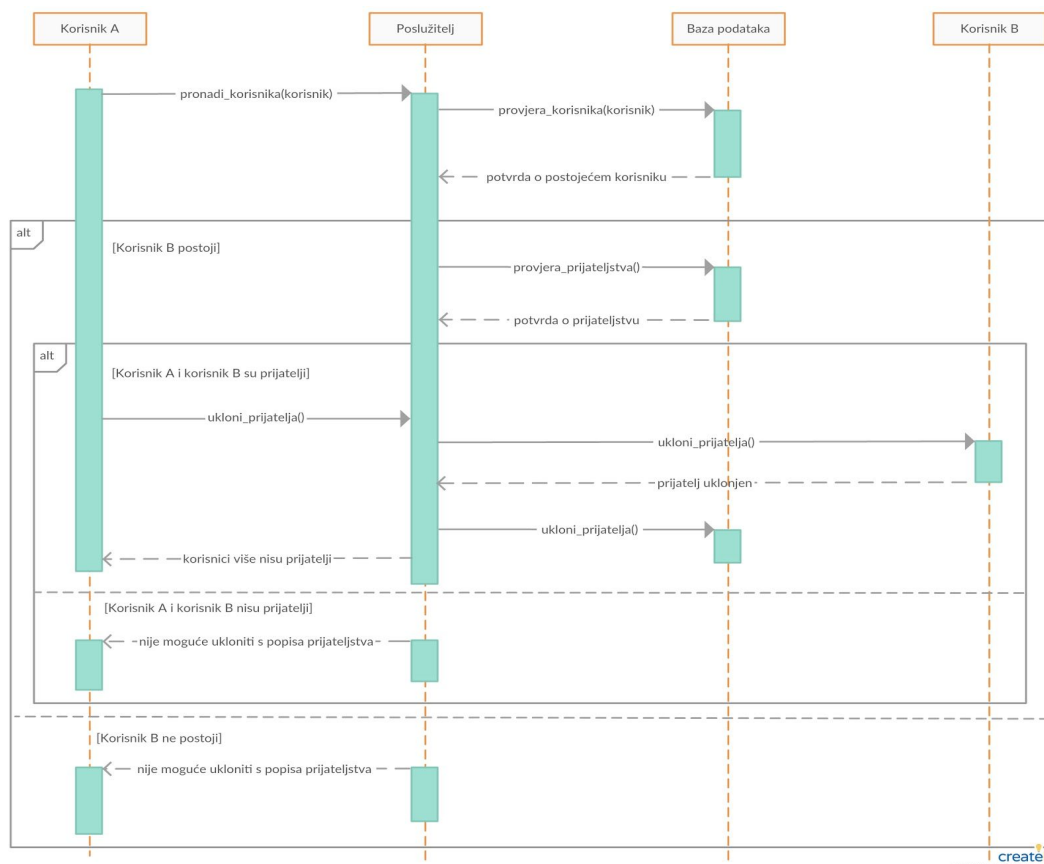 Korisnik A
Poslužitelj
Baza podataka
Korisnik B
pronadi_korisnika(korisnik)
provjera_korisnika(korisnik)
potvrda o postojećem korisniku
alt
[Korisnik B postoji]
provjera_prijateljstva()
potvrda o prijateljstvu
alt
[Korisnik A i korisnik B su prijatelji]
ukloni_prijatelja()
ukloni_prijatelja()
prijatelj uklonjen
ukloni_prijatelja()
korisnici više nisu prijatelji
[Korisnik A i korisnik B nisu prijatelji]
nije moguće ukloniti s popisa prijateljstva
[Korisnik B ne postoji]
nije moguće ukloniti s popisa prijateljstva
create